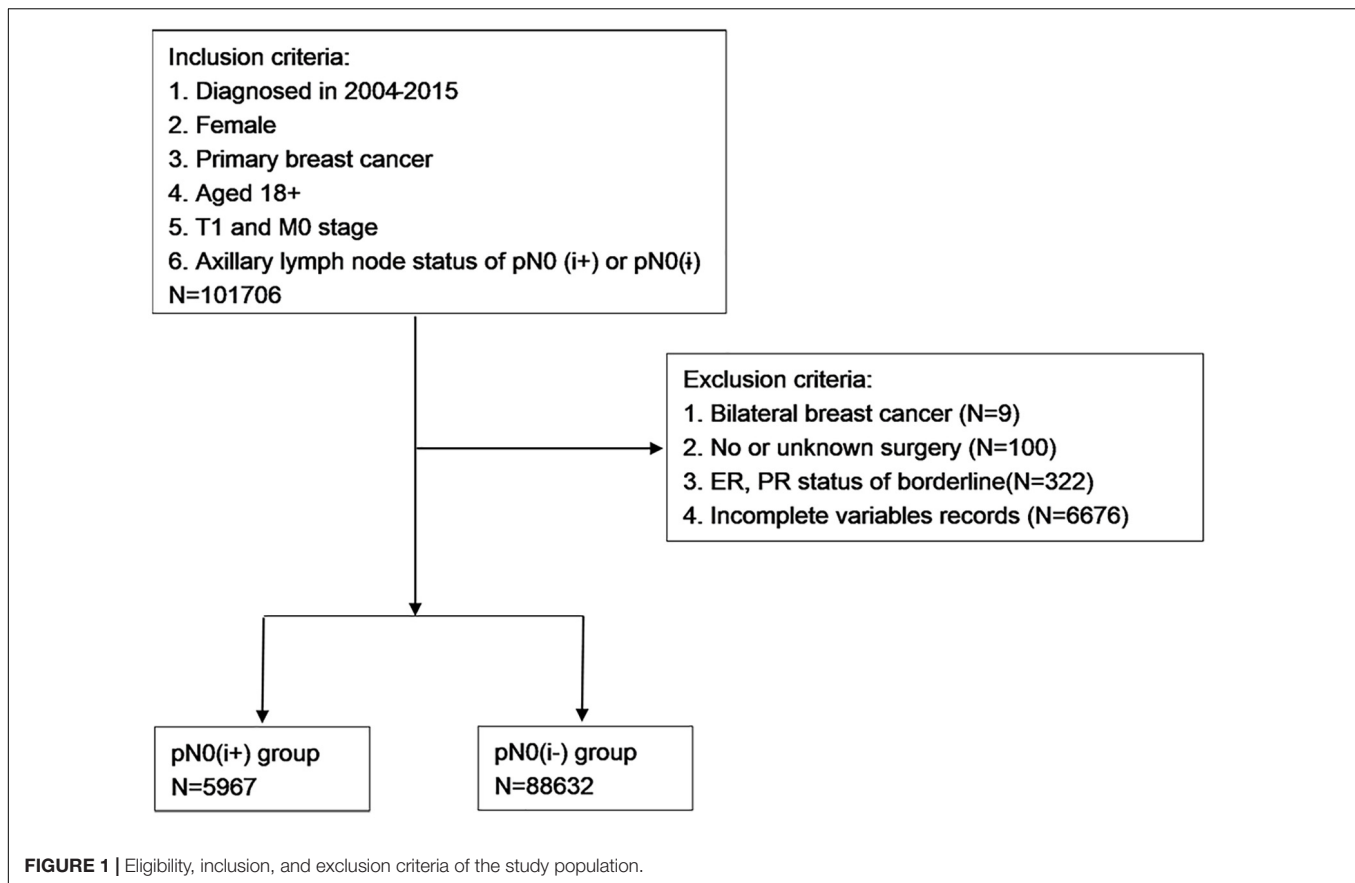 Inclusion criteria:
1. Diagnosed in 2004-2015
2. Female
3. Primary breast cancer
4. Aged 18+
5. T1 and M0 stage
6. Axillary lymph node status of pN0 (i+) or pN0(i-)
N=101706
Exclusion criteria:
1. Bilateral breast cancer (N=9)
2. No or unknown surgery (N=100)
3. ER, PR status of borderline(N=322)
4. Incomplete variables records (N=6676)
pN0(i+) group
N=5967
pN0(i-) group
N=88632
FIGURE 1 | Eligibility, inclusion, and exclusion criteria of the study population.